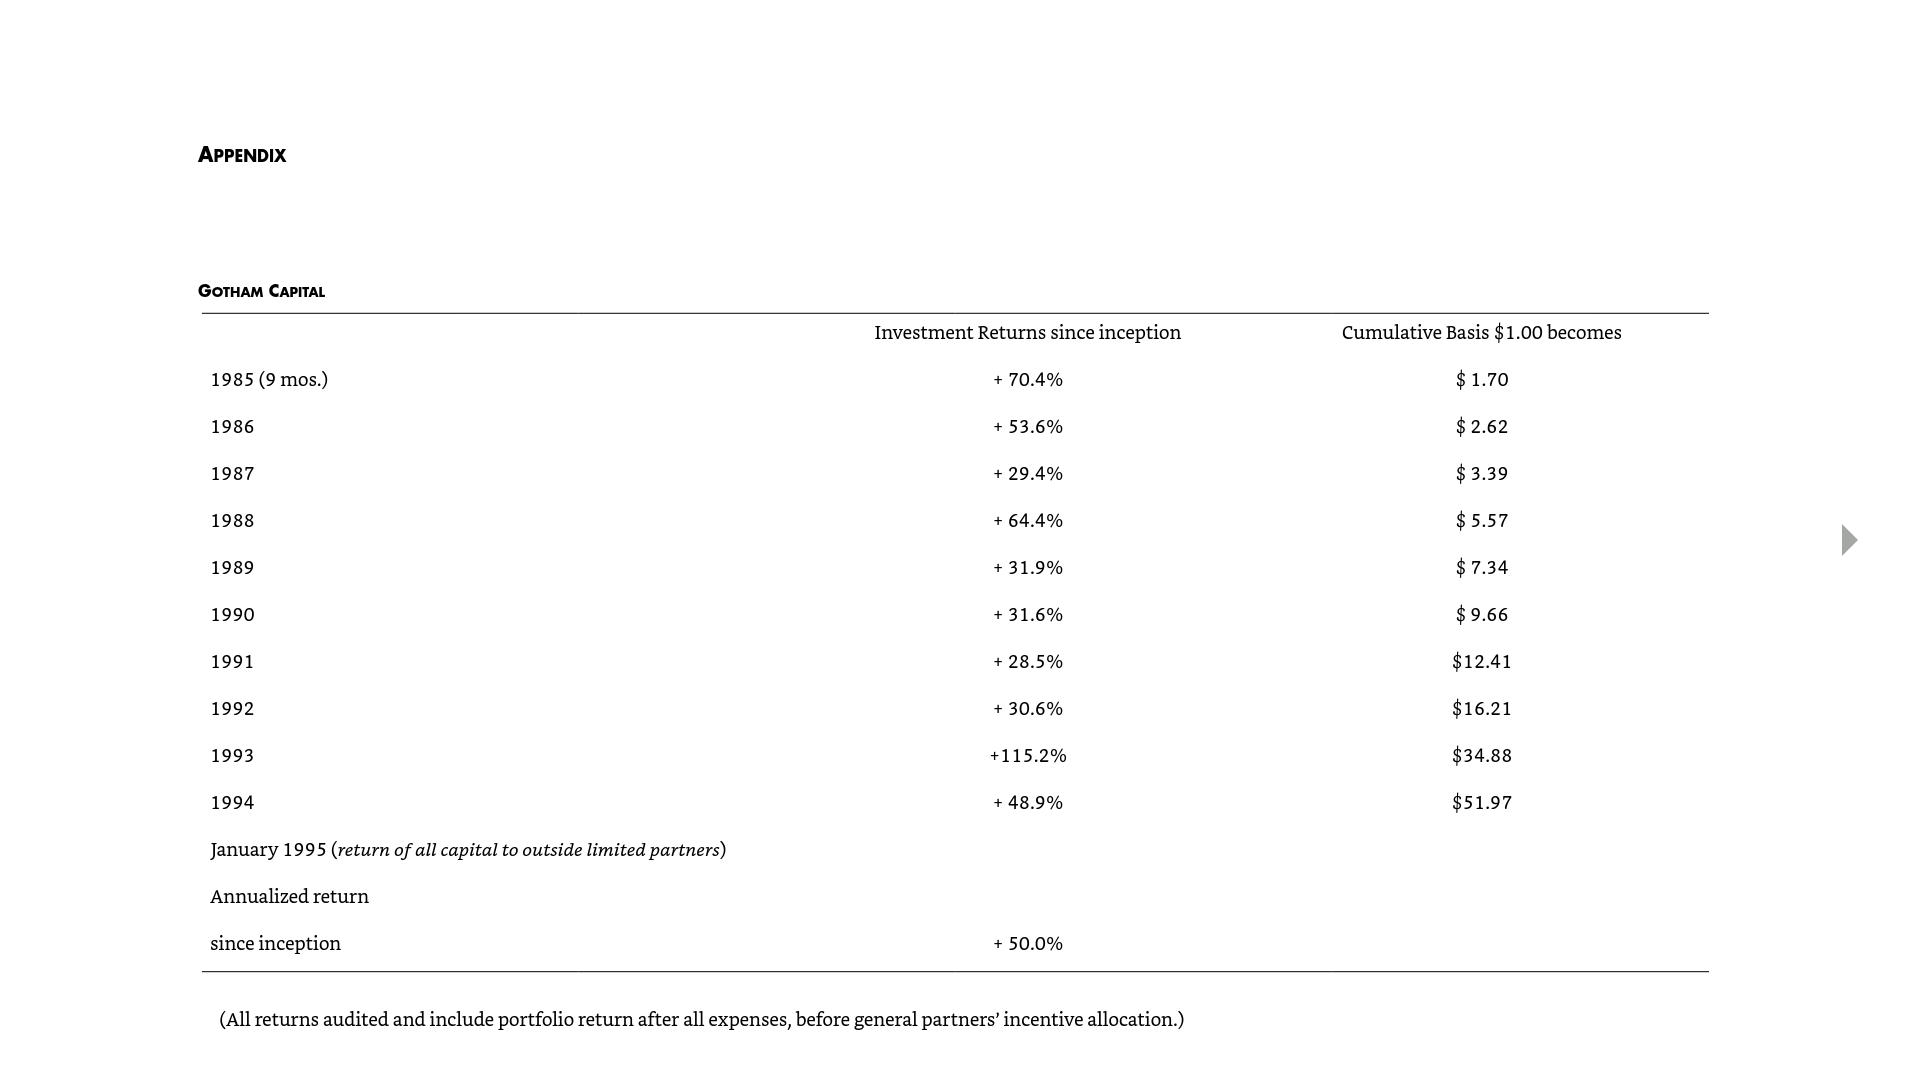 APPENDIX
GOTHAM CAPITAL
Investment Returns since inception Cumulative Basis $1.00 becomes
1985 (9 mos.) + 70.4% $ 1.70
1986 + 53.6% $ 2.62
1987 + 29.4% $ 3.39
1988 + 64.4% $ 5.57
1989 + 31.9% $ 7.34
1990 + 31.6% $ 9.66
1991 + 28.5% $12.41
1992 + 30.6% $16.21
1993 +115.2% $34.88
1994 + 48.9% $51.97
January 1995 (return of all capital to outside limited partners)
Annualized return
since inception + 50.0%
(All returns audited and include portfolio return after all expenses, before general partners’ incentive allocation.)